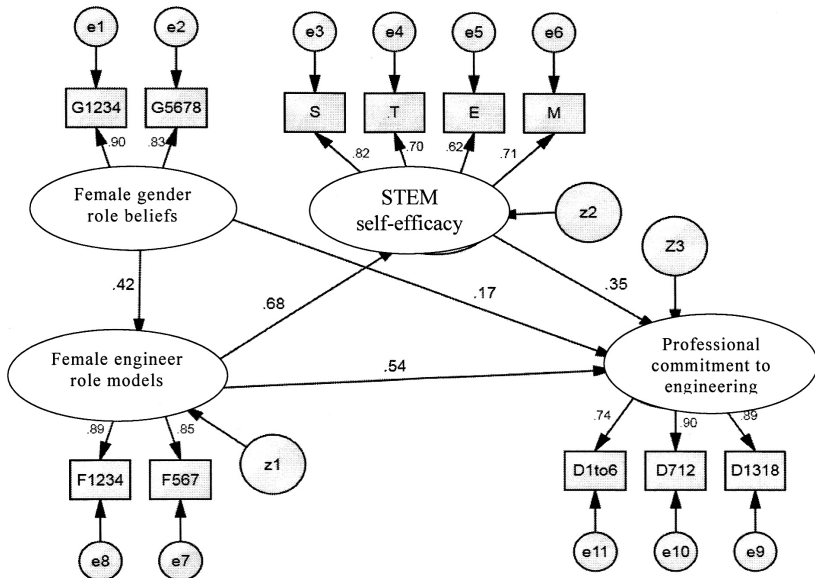 e1
e2
e3
e4
e5
e6
G1234
G5678
S
.T
E
M
.90
.83
.82
.70
.62
.71
Female gender
role beliefs
STEM
self-efficacy
z2
Z3
.42
.68
.17
.35
Female engineer
role models
.54
Professional
commitment to
engineering
.89
.85
z1
.74
.90
.89
F1234
F567
D1to6
D712
D1318
e8
e7
e11
e10
e9